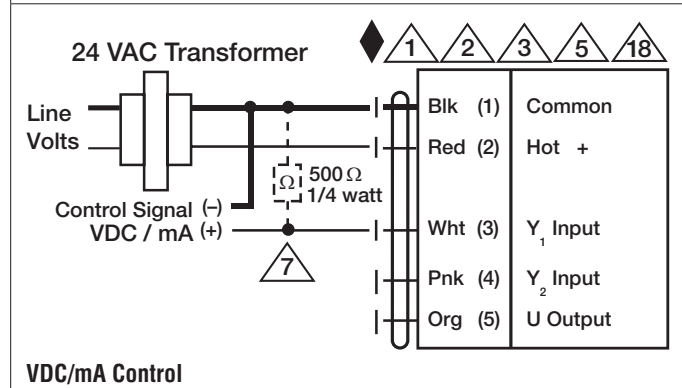 24 VAC Transformer
1 2 3 5 18
Line
Volts
Blk (1) Common
Red (2) Hot +
Ω 500 Ω
1/4 watt
Control Signal (–)
VDC / mA (+)
Wht (3) Y1 Input
7
Pnk (4) Y2 Input
Org (5) U Output
VDC/mA Control